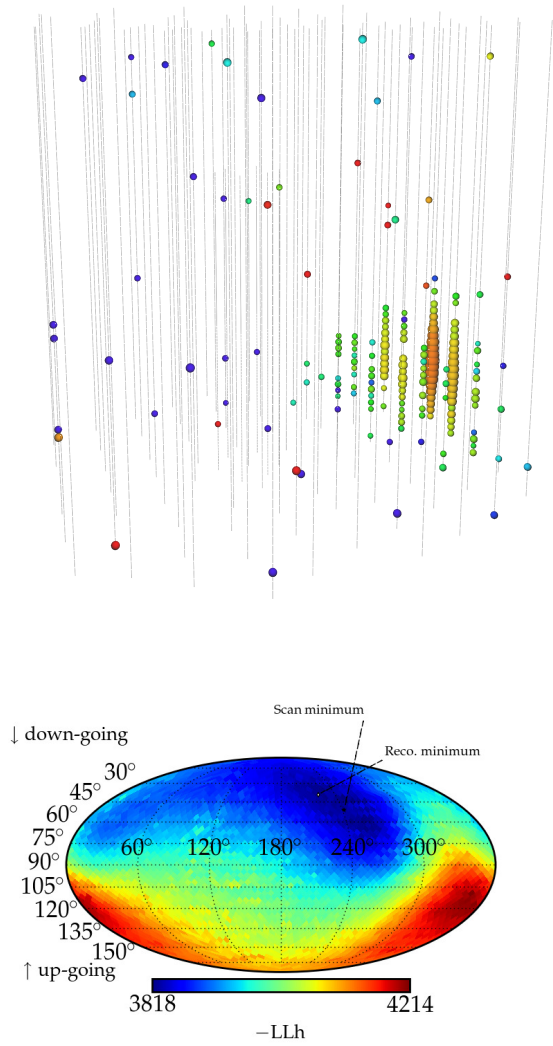 Scan minimum
↓ down-going
Reco. minimum
30°
45°
60°
75°
60° 120° 180° 240° 300°
90°
105°
120°
135°
150°
↑ up-going
3818 4214
−LLh